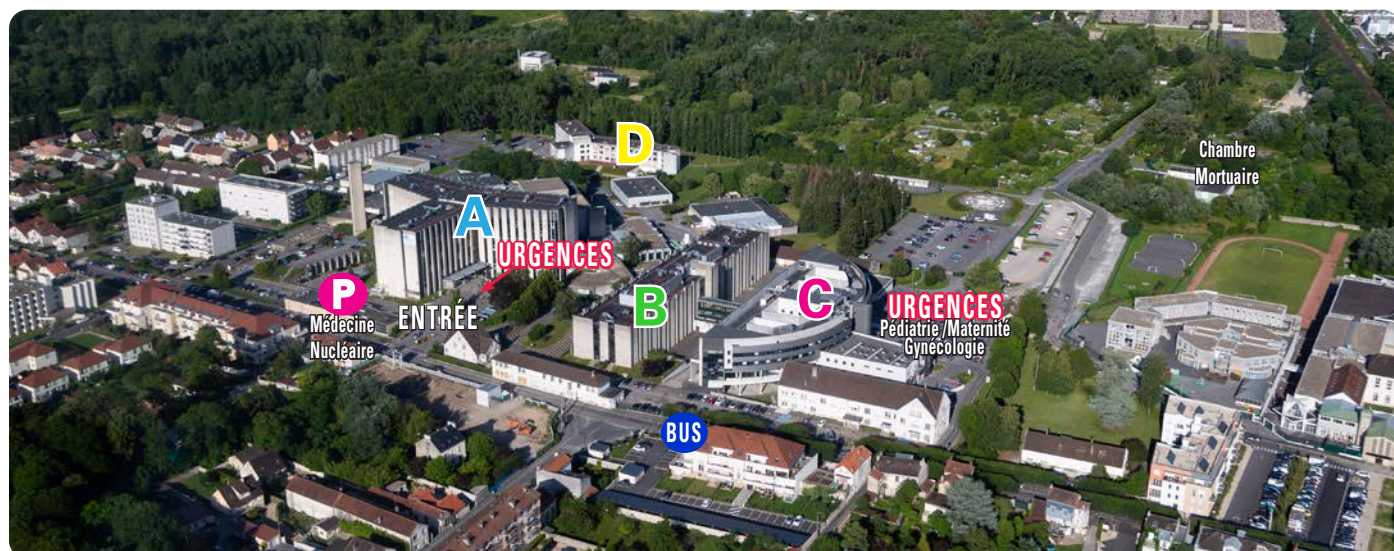 D
Chambre
Mortuaire
A
URGENCES
P
Médecine
Nucléaire
ENTRÉE
B
C
URGENCES
Pédiatrie /Maternité
Gynécologie
BUS